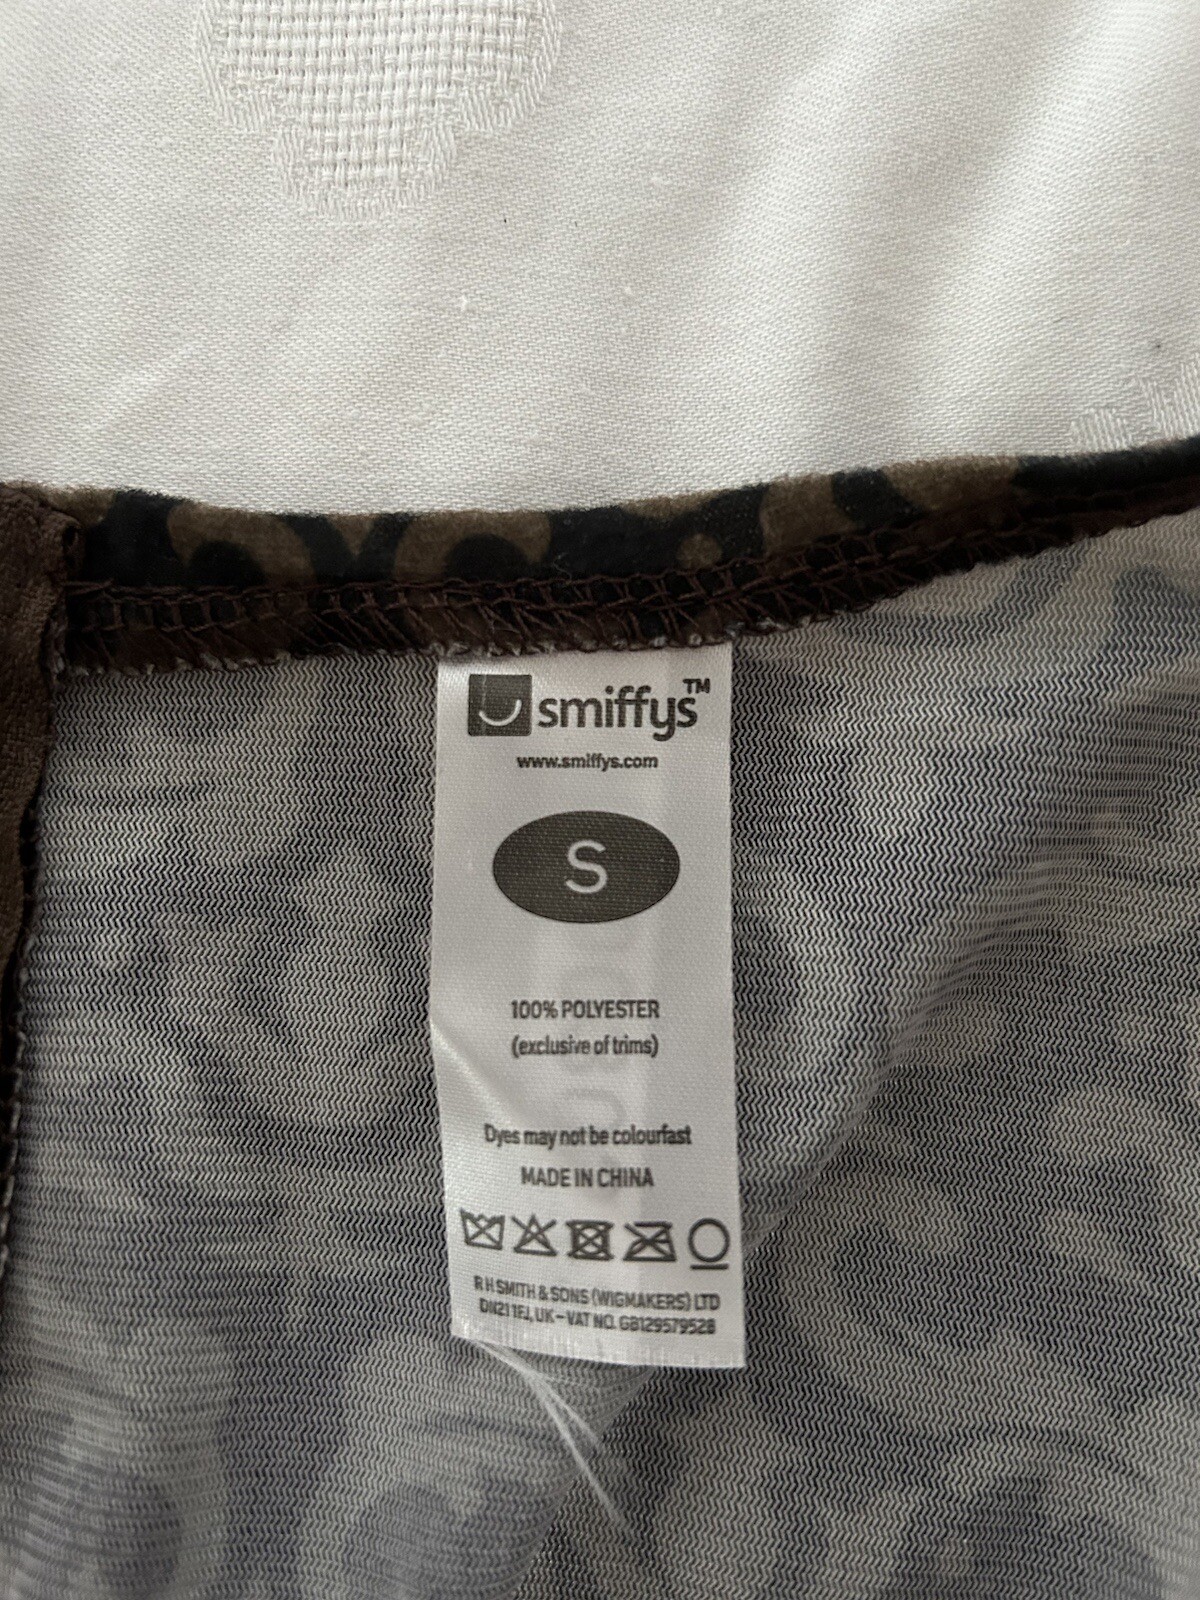 smiffys™
www.smiffys.com
S
100% POLYESTER
(exclusive of trims)
Dyes may not be colourfast
MADE IN CHINA
R H SMITH & SONS (WIGMAKERS) LTD
DN21 1EJ, UK – VAT NO. GB129579528